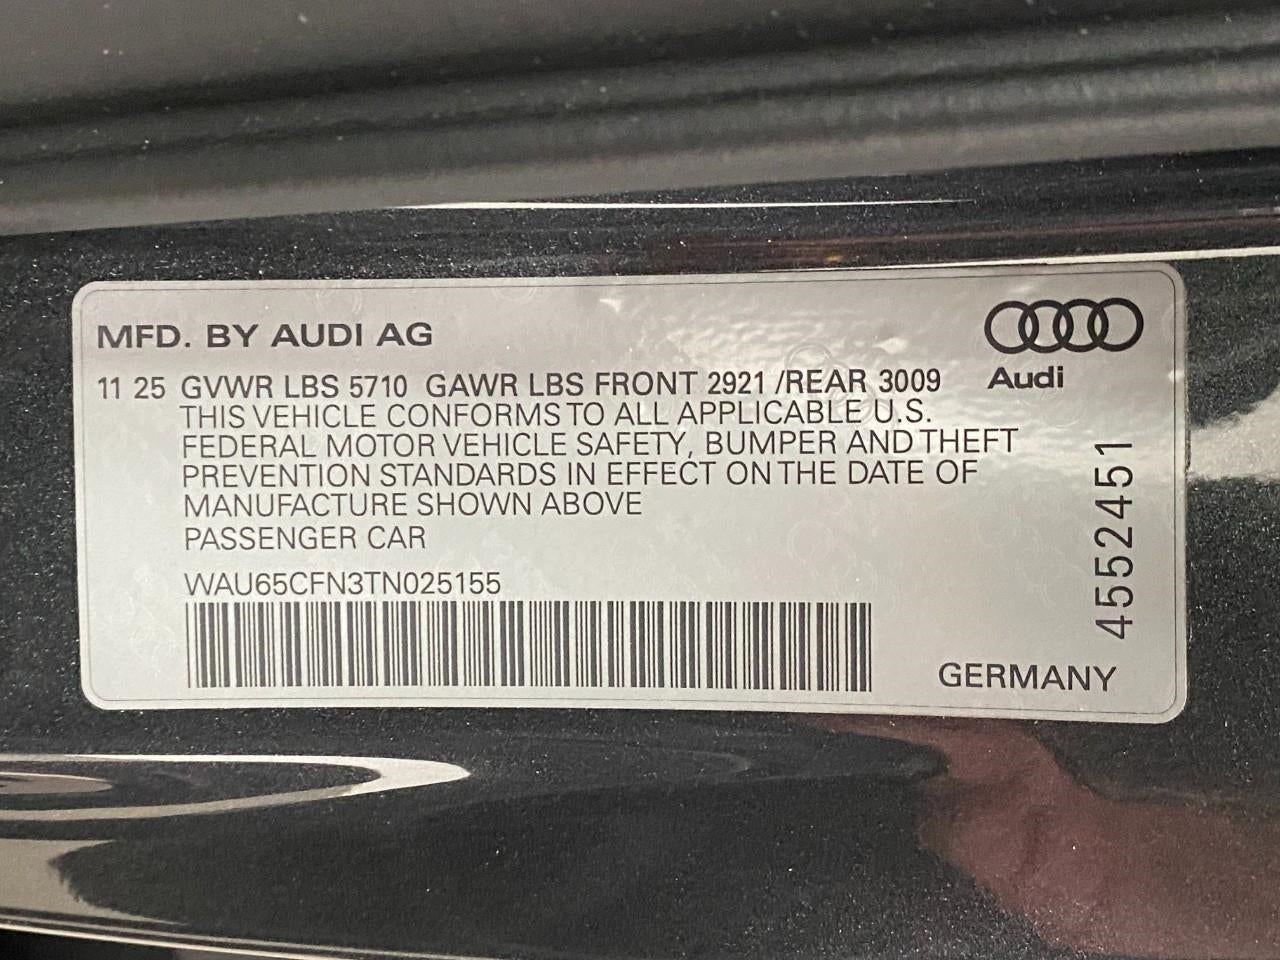 MFD. BY AUDI AG
Audi
11 25 GVWR LBS 5710 GAWR LBS FRONT 2921 /REAR 3009
THIS VEHICLE CONFORMS TO ALL APPLICABLE U.S.
FEDERAL MOTOR VEHICLE SAFETY, BUMPER AND THEFT
PREVENTION STANDARDS IN EFFECT ON THE DATE OF
MANUFACTURE SHOWN ABOVE
PASSENGER CAR
WAU65CFN3TN025155
4552451
GERMANY